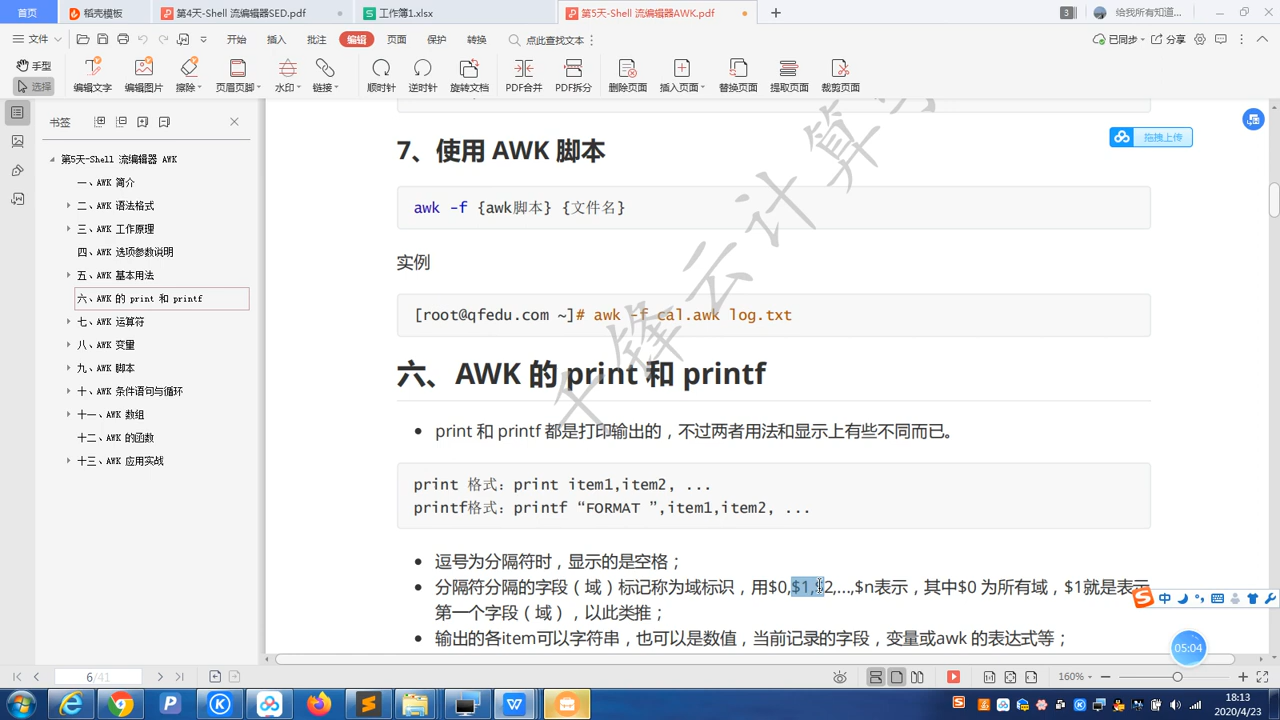 首页
稻壳模板
第4天-Shell 流编辑器SED.pdf
工作簿1.xlsx
第5天-Shell 流编辑器AWK.pdf
3
给我所有知道...
文件
开始
插入
批注
编辑
页面
保护
转换
点此查找文本
已同步
分享
手型
选择
编辑文字
编辑图片
擦除
页眉页脚
水印
链接
顺时针
逆时针
旋转文档
PDF合并
PDF拆分
删除页面
插入页面
替换页面
提取页面
裁剪页面
书签
第5天-Shell 流编辑器 AWK
一、AWK 简介
二、AWK 语法格式
三、AWK 工作原理
四、AWK 选项参数说明
五、AWK 基本用法
六、AWK 的 print 和 printf
七、AWK 运算符
八、AWK 变量
九、AWK 脚本
十、AWK 条件语句与循环
十一、AWK 数组
十二、AWK 的函数
十三、AWK 应用实战
拖拽上传
千锋云计算
7、使用 AWK 脚本
awk -f {awk脚本} {文件名}
实例
[root@qfedu.com ~]# awk -f cal.awk log.txt
六、AWK 的 print 和 printf
print 和 printf 都是打印输出的，不过两者用法和显示上有些不同而已。
print 格式：print item1,item2, ...
printf格式：printf “FORMAT ”,item1,item2, ...
逗号为分隔符时，显示的是空格；
分隔符分隔的字段（域）标记称为域标识，用$0,$1,$2,...,$n表示，其中$0 为所有域，$1就是表示
第一个字段（域），以此类推；
输出的各item可以字符串，也可以是数值，当前记录的字段，变量或awk 的表达式等；
中
05:04
6/41
160%
18:13
2020/4/23